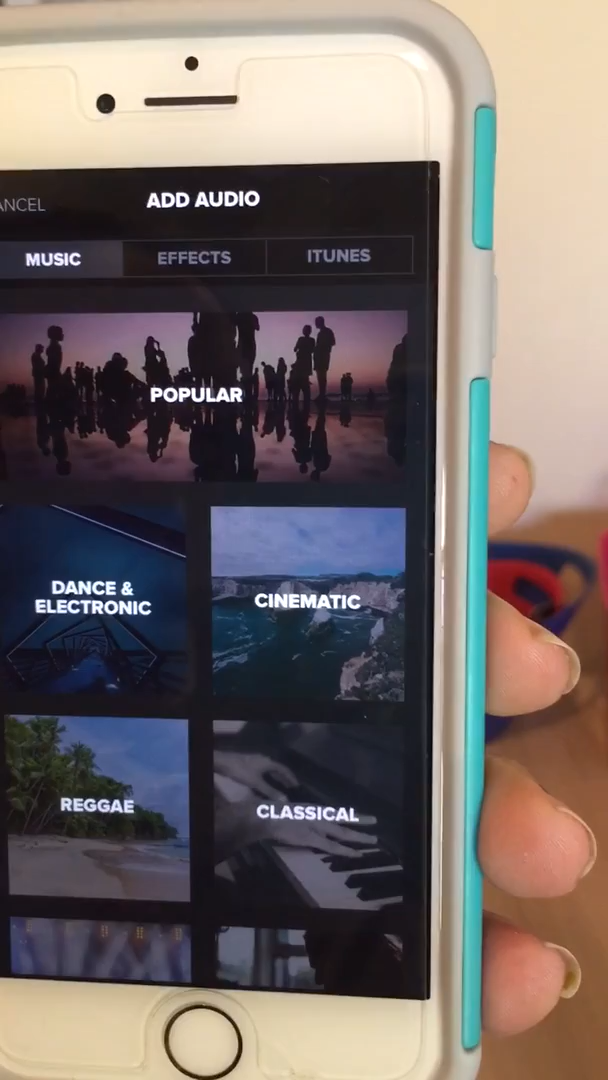 ANCEL
ADD AUDIO
MUSIC
EFFECTS
ITUNES
POPULAR
DANCE &
ELECTRONIC
CINEMATIC
REGGAE
CLASSICAL